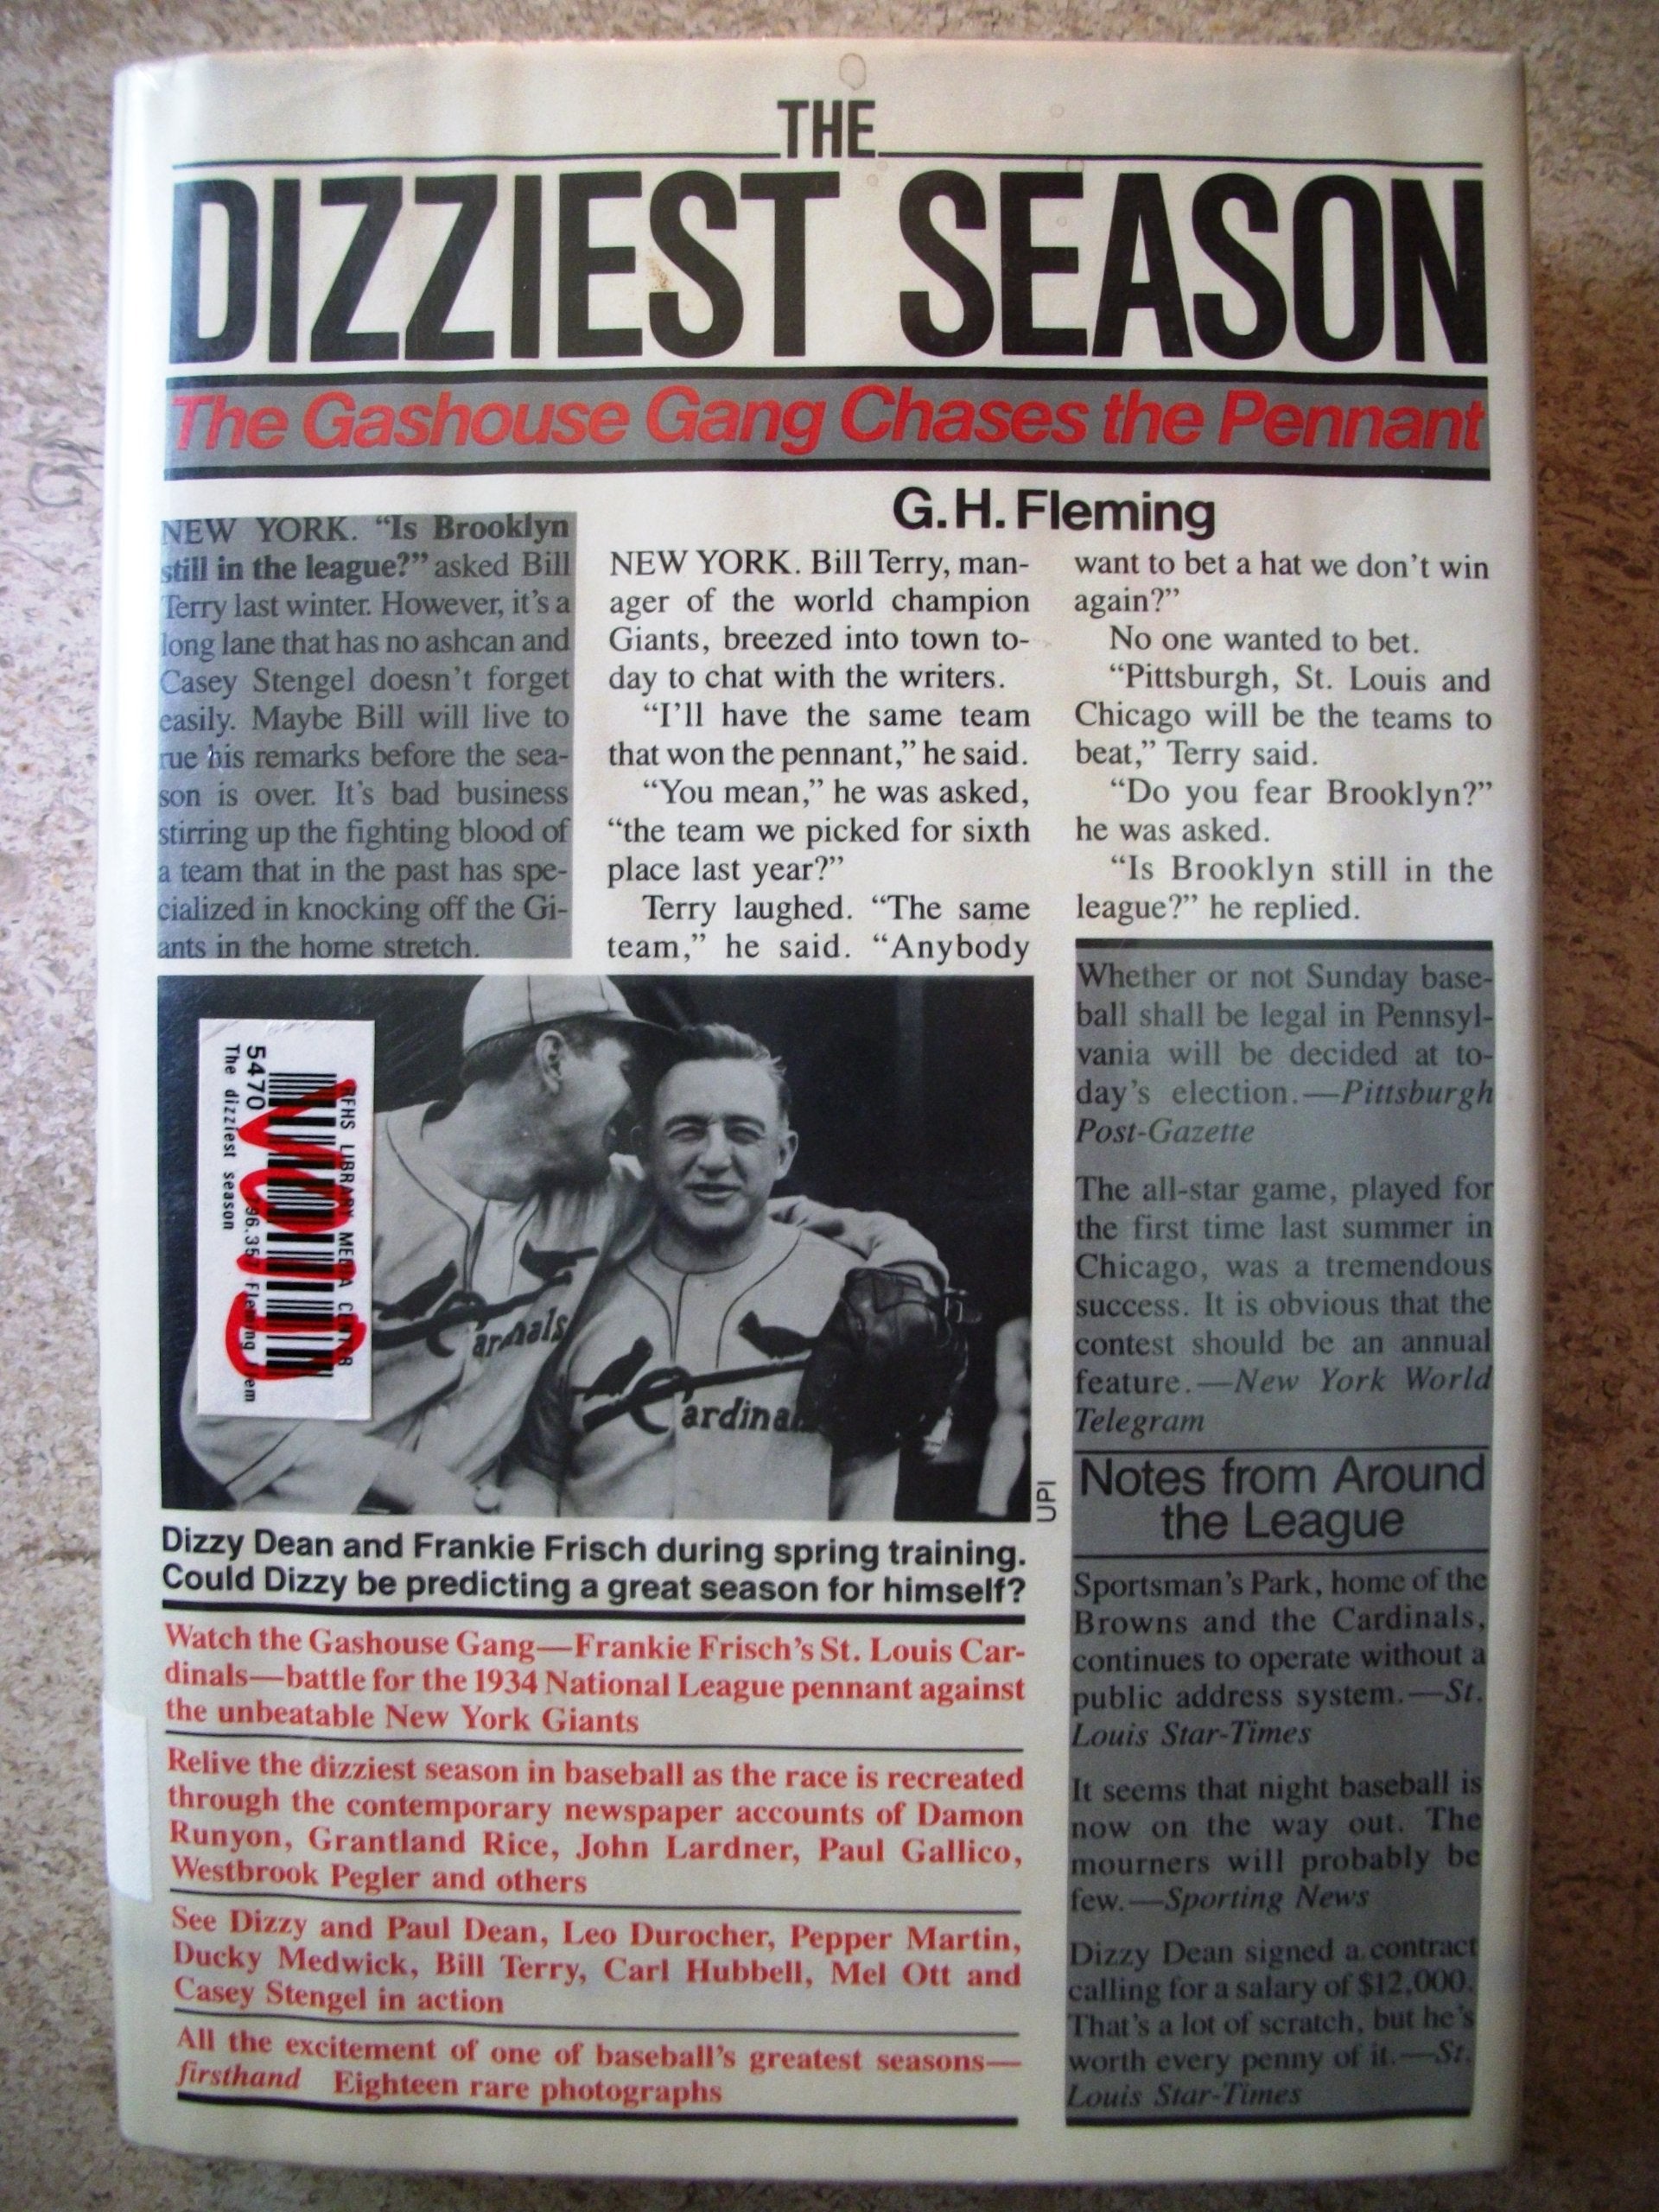 THE
DIZZIEST SEASON
The Gashouse Gang Chases the Pennant
G.H. Fleming
NEW YORK. “Is Brooklyn
still in the league?” asked Bill
Terry last winter. However, it’s a
long lane that has no ashcan and
Casey Stengel doesn’t forget
easily. Maybe Bill will live to
rue his remarks before the sea-
son is over. It’s bad business
stirring up the fighting blood of
a team that in the past has spe-
cialized in knocking off the Gi-
ants in the home stretch.
NEW YORK. Bill Terry, man-
ager of the world champion
Giants, breezed into town to-
day to chat with the writers.
“I’ll have the same team
that won the pennant,” he said.
“You mean,” he was asked,
“the team we picked for sixth
place last year?”
Terry laughed. “The same
team,” he said. “Anybody
want to bet a hat we don’t win
again?”
No one wanted to bet.
“Pittsburgh, St. Louis and
Chicago will be the teams to
beat,” Terry said.
“Do you fear Brooklyn?”
he was asked.
“Is Brooklyn still in the
league?” he replied.
RFHS LIBRARY MEDIA CENTER
VOID
5470
Fleming
The dizziest season
Cardinals
Cardinals
UPI
Dizzy Dean and Frankie Frisch during spring training.
Could Dizzy be predicting a great season for himself?
Watch the Gashouse Gang—Frankie Frisch’s St. Louis Car-
dinals—battle for the 1934 National League pennant against
the unbeatable New York Giants
Relive the dizziest season in baseball as the race is recreated
through the contemporary newspaper accounts of Damon
Runyon, Grantland Rice, John Lardner, Paul Gallico,
Westbrook Pegler and others
See Dizzy and Paul Dean, Leo Durocher, Pepper Martin,
Ducky Medwick, Bill Terry, Carl Hubbell, Mel Ott and
Casey Stengel in action
All the excitement of one of baseball’s greatest seasons—
firsthand Eighteen rare photographs
Whether or not Sunday base-
ball shall be legal in Pennsyl-
vania will be decided at to-
day’s election.—Pittsburgh
Post-Gazette
The all-star game, played for
the first time last summer in
Chicago, was a tremendous
success. It is obvious that the
contest should be an annual
feature.—New York World
Telegram
Notes from Around
the League
Sportsman’s Park, home of the
Browns and the Cardinals,
continues to operate without a
public address system.—St.
Louis Star-Times
It seems that night baseball is
now on the way out. The
mourners will probably be
few.—Sporting News
Dizzy Dean signed a contract
calling for a salary of $12,000.
That’s a lot of scratch, but he’s
worth every penny of it.—St.
Louis Star-Times